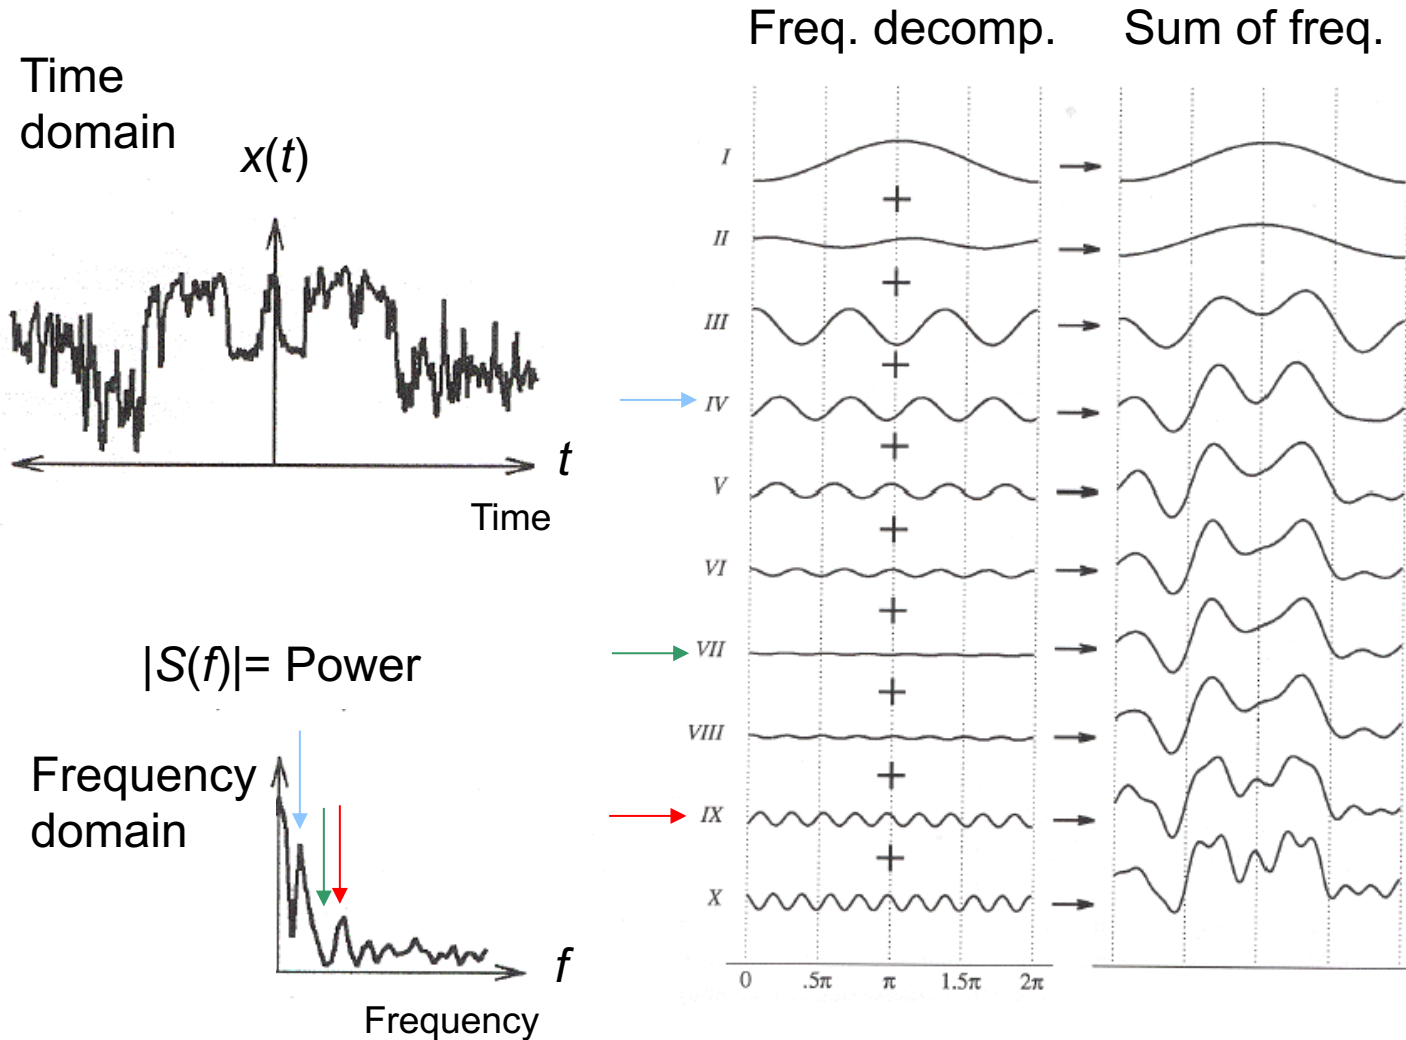 Time
domain
x(t)
t
Time
|S(f)|= Power
Frequency
domain
f
Frequency
Freq. decomp.
Sum of freq.
I
+
II
+
III
+
IV
+
V
+
VI
+
VII
+
VIII
+
IX
+
X
0 .5π π 1.5π 2π